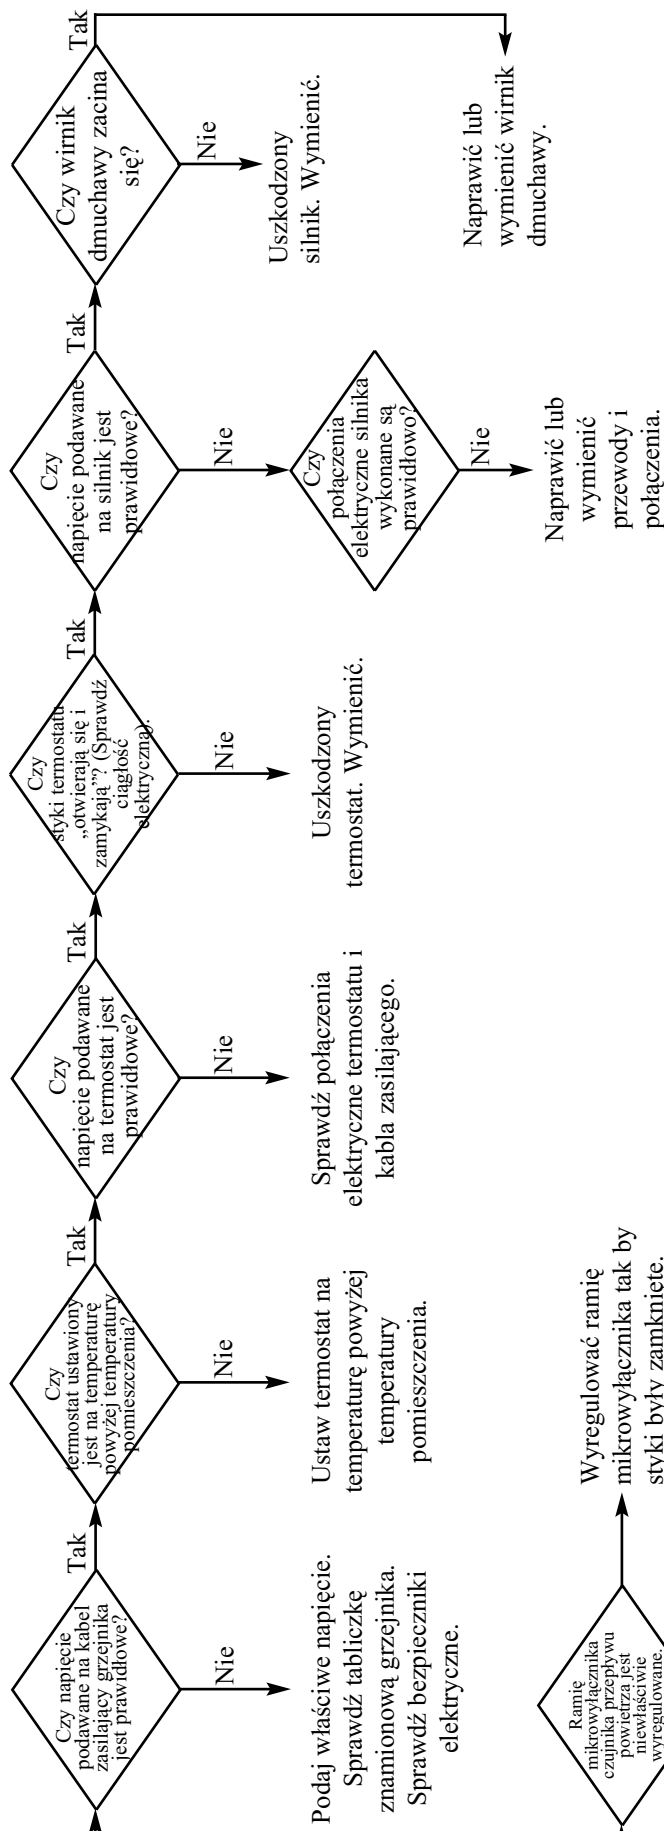 Czy napięcie
podawane na kabel
zasilający grzejnika
jest prawidłowe?
Tak
Nie
Podaj właściwe napięcie.
Sprawdź tabliczkę
znamionową grzejnika.
Sprawdź bezpieczniki
elektryczne.
Czy
termostat ustawiony
jest na temperaturę
powyżej temperatury
pomieszczenia?
Tak
Nie
Ustaw termostat na
temperaturę powyżej
temperatury
pomieszczenia.
Czy
napięcie podawane
na termostat jest
prawidłowe?
Tak
Nie
Sprawdź połączenia
elektryczne termostatu i
kabla zasilającego.
Czy
styki termostatu
„otwierają się i
zamykają”? (Sprawdź
ciągłość
elektryczną).
Tak
Nie
Uszkodzony
termostat. Wymienić.
Czy
napięcie podawane
na silnik jest
prawidłowe?
Tak
Nie
Czy
połączenia
elektryczne silnika
wykonane są
prawidłowo?
Nie
Naprawić lub
wymienić
przewody i
połączenia.
Czy wirnik
dmuchawy zacina
się?
Tak
Nie
Uszkodzony
silnik. Wymienić.
Naprawić lub
wymienić wirnik
dmuchawy.
Ramię
mikrowyłącznika
czujnika przepływu
powietrza jest
niewłaściwie
wyregulowane.
Wyregulować ramię
mikrowyłącznika tak by
styki były zamknięte.